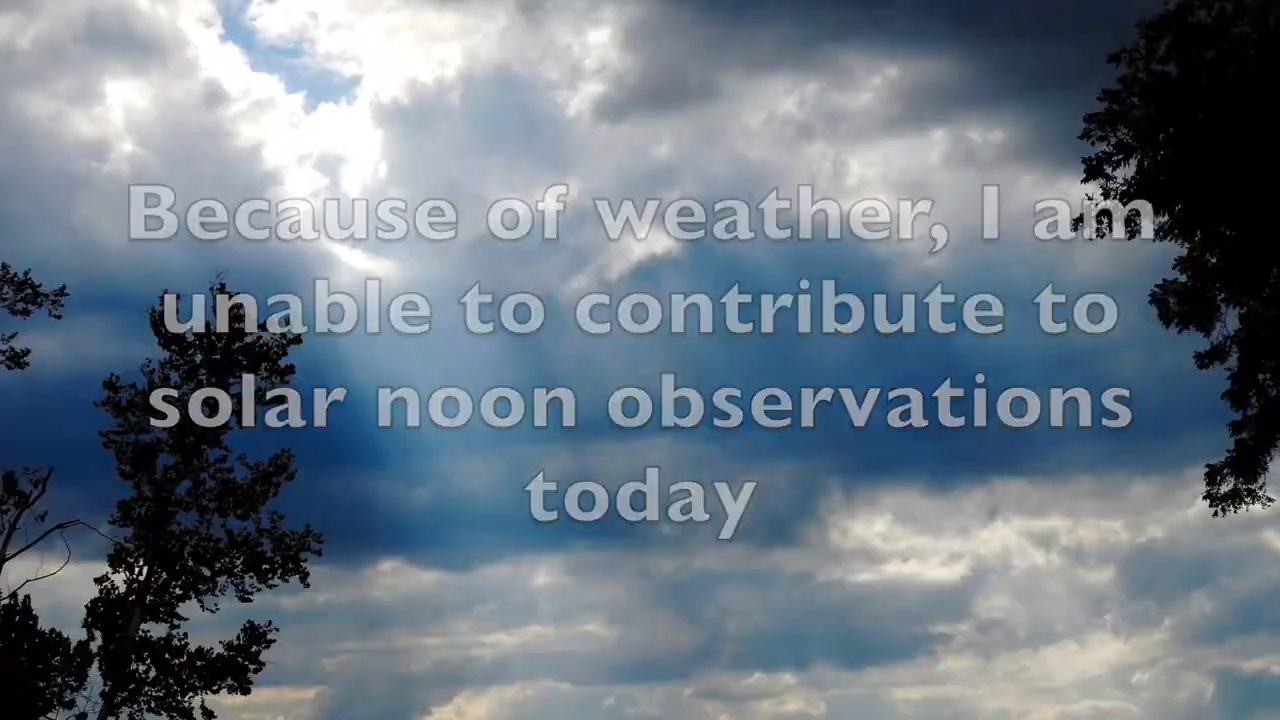 Because of weather, I am
unable to contribute to
solar noon observations
today